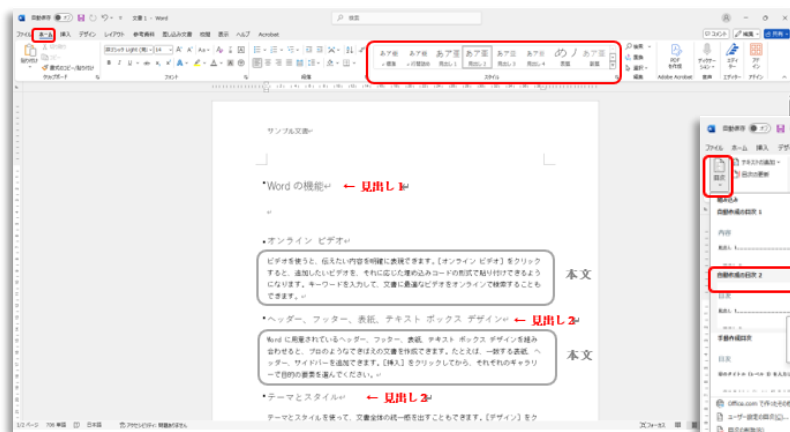 自動保存
文書 1 - Word
検索
ファイル ホーム 挿入 デザイン レイアウト 参考資料 差し込み文書 校閲 表示 ヘルプ Acrobat
コメント 編集 共有
貼り付け
書式のコピー/貼り付け
クリップボード
フォント
段落
標準 見出し 1 見出し 2 見出し 3 見出し 4 表題 副題
スタイル
検索
置換
選択
編集
PDF を作成
Adobe Acrobat
音声 エディター アドイン
サンプル文書
Word の機能 ← 見出し 1
オンライン ビデオ
ビデオを使うと、伝えたい内容を明確に表現できます。[オンライン ビデオ] をクリック
すると、追加したいビデオを、それに応じた埋め込みコードの形式で貼り付けできるよう
になります。キーワードを入力して、文書に最適なビデオをオンラインで検索することも
できます。
本文
ヘッダー、フッター、表紙、テキスト ボックス デザイン ← 見出し 2
Word に用意されているヘッダー、フッター、表紙、テキスト ボックス デザインを組み
合わせると、プロのようなできばえの文書を作成できます。たとえば、一致する表紙、ヘ
ッダー、サイドバーを追加できます。[挿入] をクリックしてから、それぞれのギャラリ
ーで目的の要素を選んでください。
本文
テーマとスタイル ← 見出し 2
テーマとスタイルを使って、文書全体の統一感を出すこともできます。[デザイン] をク
1/2 ページ 706 単語 日本語 アクセシビリティ: 問題ありません
フォーカス
自動保存
ファイル ホーム 挿入
目次
テキストの追加
目次の更新
組み込み
自動作成の目次 1
内容
自動作成の目次 2
目次
手動作成目次
目次
ユーザー設定の目次(C)...
目次の削除(R)